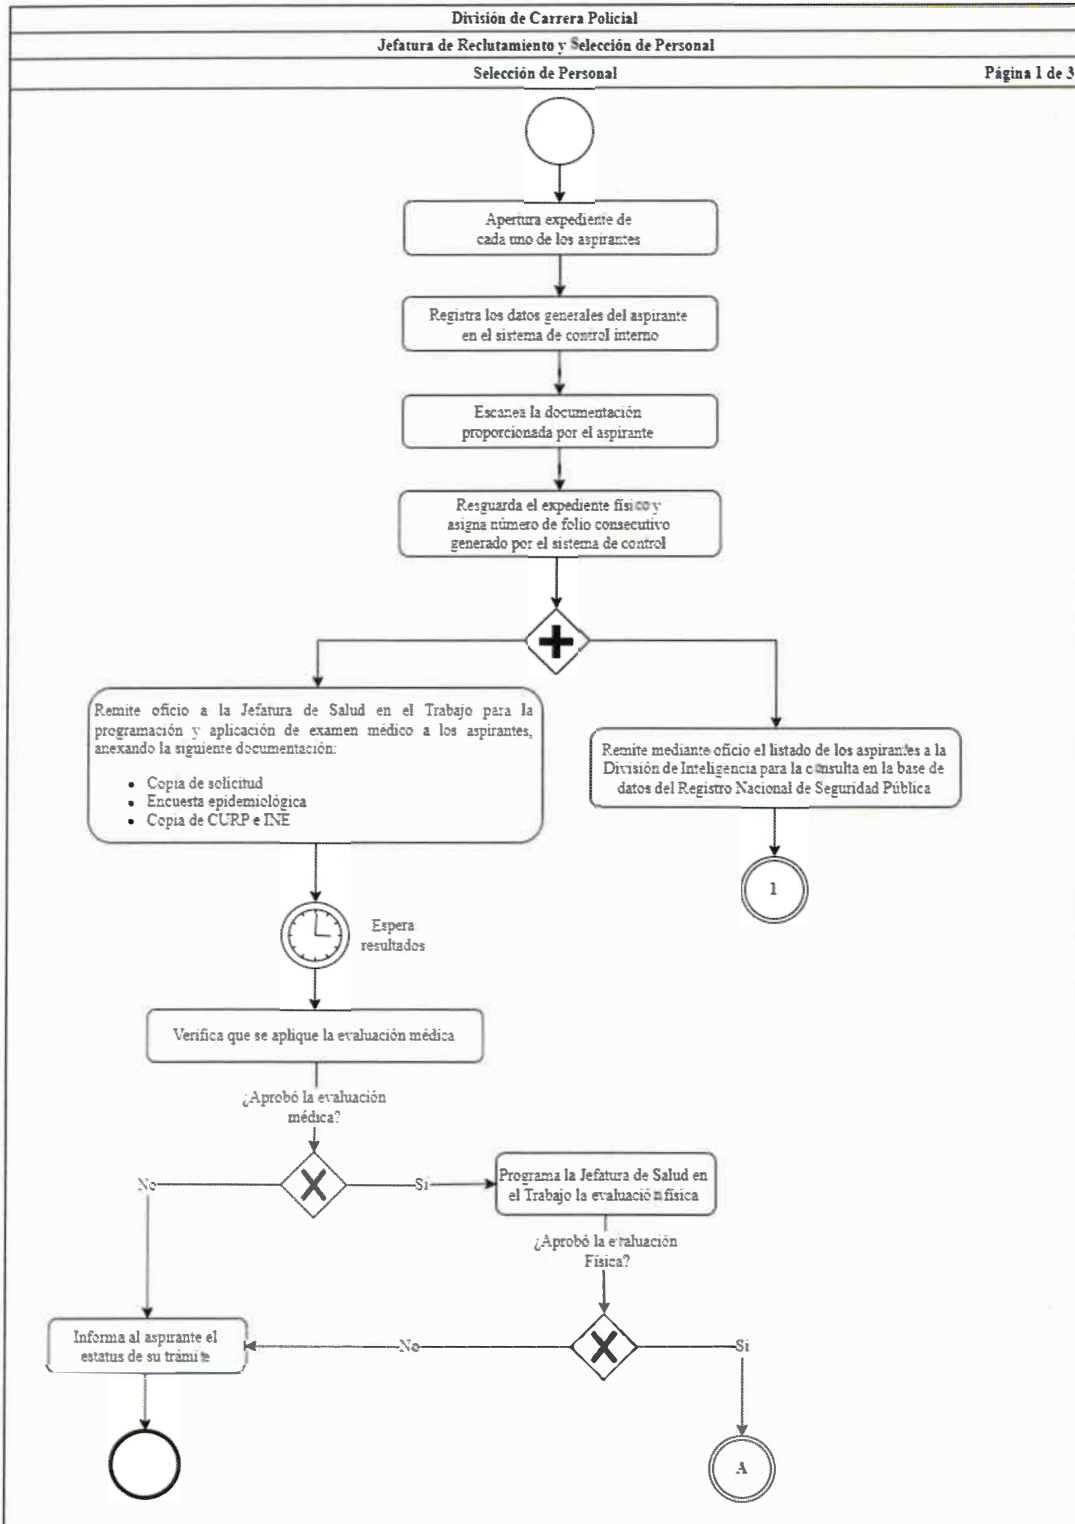 División de Carrera Policial
Jefatura de Reclutamiento y Selección de Personal
Selección de Personal
Página 1 de 3
Apertura expediente de
cada uno de los aspirantes
Registra los datos generales del aspirante
en el sistema de control interno
Escanea la documentación
proporcionada por el aspirante
Resguarda el expediente físico y
asigna número de folio consecutivo
generado por el sistema de control
Remite oficio a la Jefatura de Salud en el Trabajo para la
programación y aplicación de examen médico a los aspirantes,
anexando la siguiente documentación:
• Copia de solicitud
• Encuesta epidemiológica
• Copia de CURP e INE
Remite mediante oficio el listado de los aspirantes a la
División de Inteligencia para la consulta en la base de
datos del Registro Nacional de Seguridad Pública
1
Espera
resultados
Verifica que se aplique la evaluación médica
¿Aprobó la evaluación
médica?
No
Si
Programa la Jefatura de Salud en
el Trabajo la evaluación física
¿Aprobó la evaluación
Física?
Informa al aspirante el
estatus de su trámite
No
Si
A